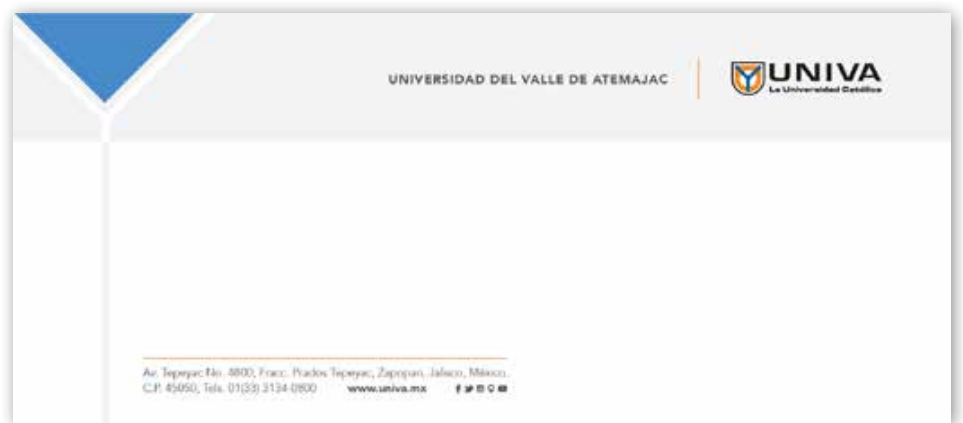 UNIVERSIDAD DEL VALLE DE ATEMAJAC
UNIVA
La Universidad Católica
Av. Tepeyac No. 4800, Fracc. Prados Tepeyac, Zapopan, Jalisco, México.
C.P. 45050, Tels. 01(33) 3134-0800 www.univa.mx